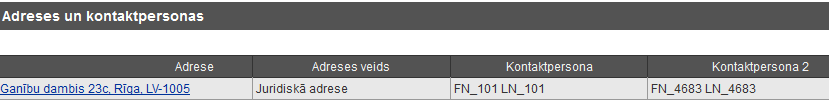 Adreses un kontaktpersonas
Adrese Adreses veids Kontaktpersona Kontaktpersona 2
Ganību dambis 23c, Rīga, LV-1005 Juridiskā adrese FN_101 LN_101 FN_4683 LN_4683